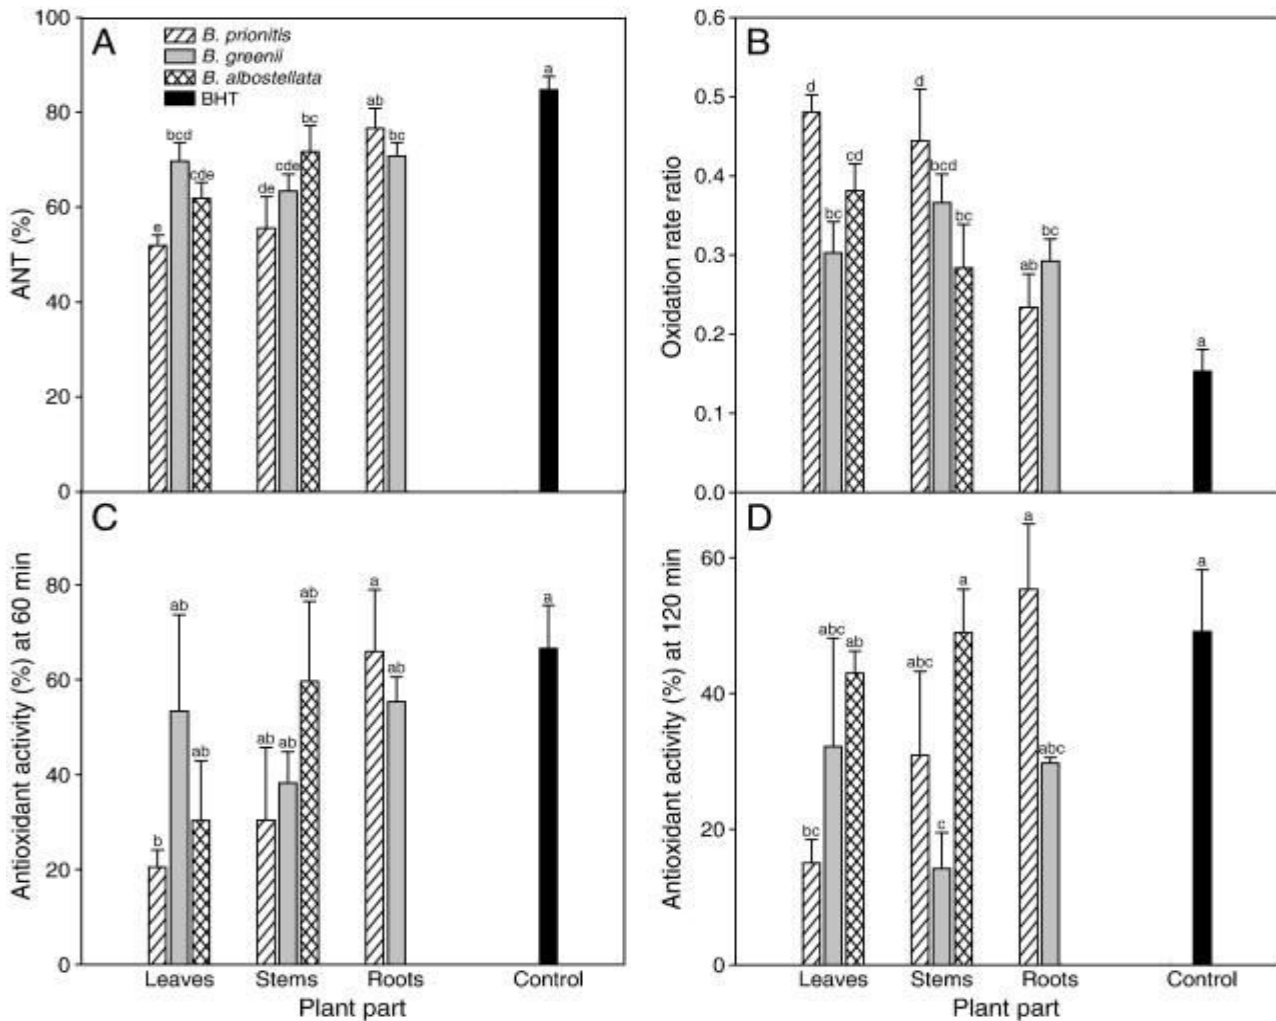 A
B. prionitis
B. greenii
B. albostellata
BHT
ANT (%)
100
80
60
40
20
0
e
bcd
cde
de
cde
bc
ab
bc
a
B
Oxidation rate ratio
0.6
0.5
0.4
0.3
0.2
0.1
0.0
d
bc
cd
d
bcd
bc
ab
bc
a
C
Antioxidant activity (%) at 60 min
80
60
40
20
0
b
ab
ab
ab
ab
ab
a
ab
a
Leaves
Stems
Roots
Control
Plant part
D
Antioxidant activity (%) at 120 min
60
40
20
0
bc
abc
ab
abc
c
a
a
abc
a
Leaves
Stems
Roots
Control
Plant part